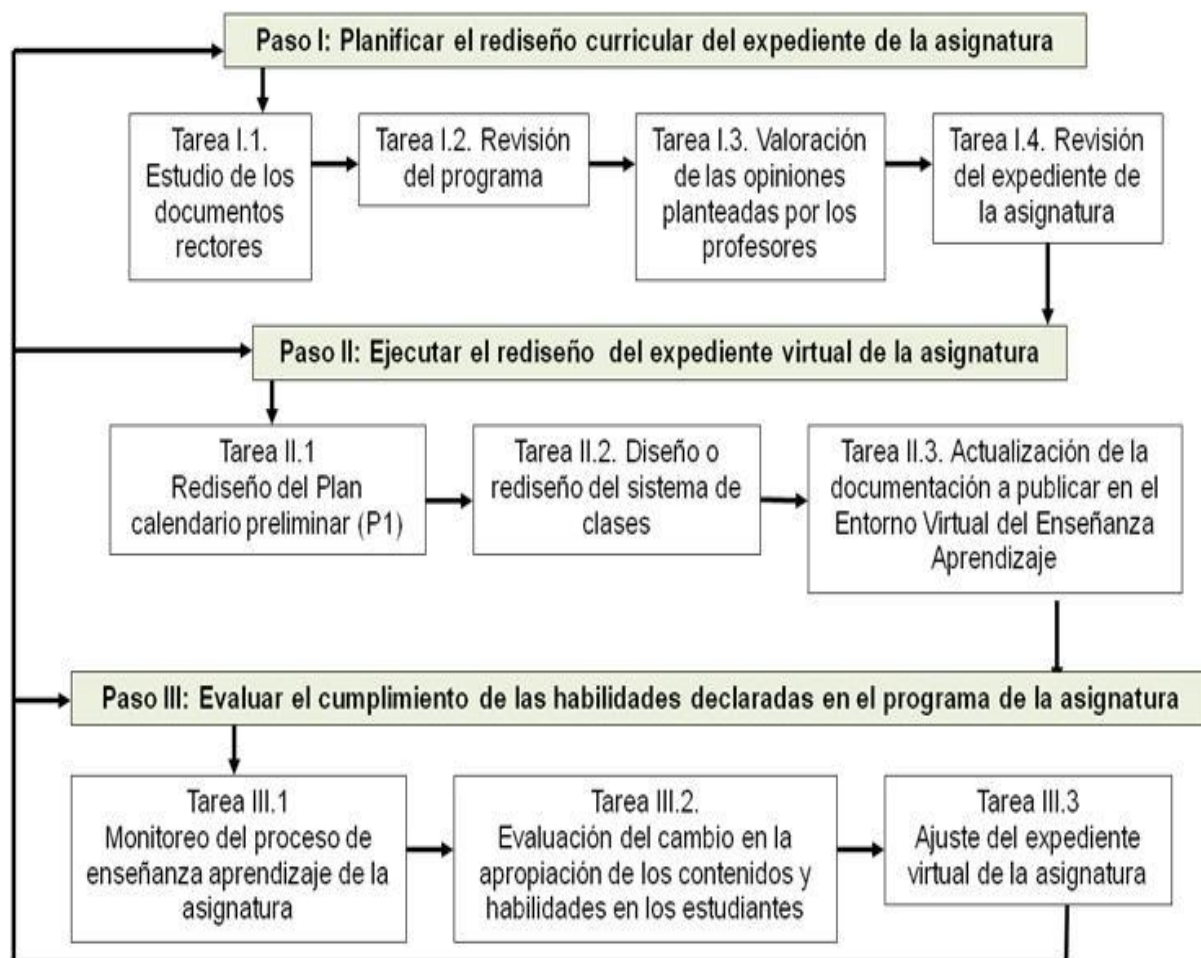 Paso I: Planificar el rediseño curricular del expediente de la asignatura
Tarea I.1.
Estudio de los
documentos
rectores
Tarea I.2. Revisión
del programa
Tarea I.3. Valoración
de las opiniones
planteadas por los
profesores
Tarea I.4. Revisión
del expediente de
la asignatura
Paso II: Ejecutar el rediseño del expediente virtual de la asignatura
Tarea II.1
Rediseño del Plan
calendario preliminar (P1)
Tarea II.2. Diseño o
rediseño del sistema de
clases
Tarea II.3. Actualización de la
documentación a publicar en el
Entorno Virtual del Enseñanza
Aprendizaje
Paso III: Evaluar el cumplimiento de las habilidades declaradas en el programa de la asignatura
Tarea III.1
Monitoreo del proceso de
enseñanza aprendizaje de la
asignatura
Tarea III.2.
Evaluación del cambio en la
apropiación de los contenidos y
habilidades en los estudiantes
Tarea III.3
Ajuste del expediente
virtual de la asignatura